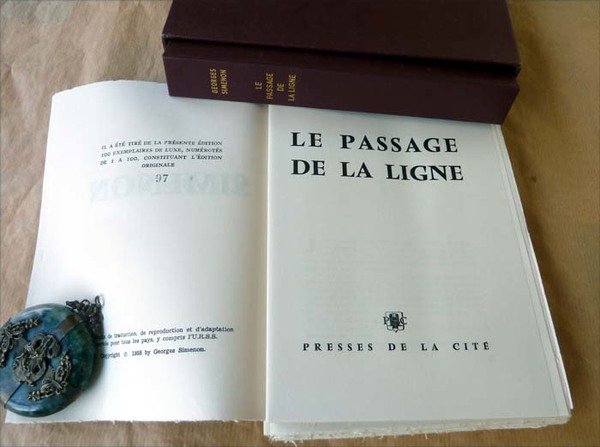 GEORGES
SIMENON
LE
PASSAGE
DE
LA LIGNE
IL A ÉTÉ TIRÉ DE LA PRÉSENTE ÉDITION
100 EXEMPLAIRES DE LUXE, NUMÉROTÉS
DE 1 A 100, CONSTITUANT L'ÉDITION
ORIGINALE
97
SIMENON
de traduction, de reproduction et d'adaptation
pour tous les pays, y compris l'U.R.S.S.
Copyright © 1958 by Georges Simenon.
LE PASSAGE
DE LA LIGNE
PRESSES DE LA CITÉ